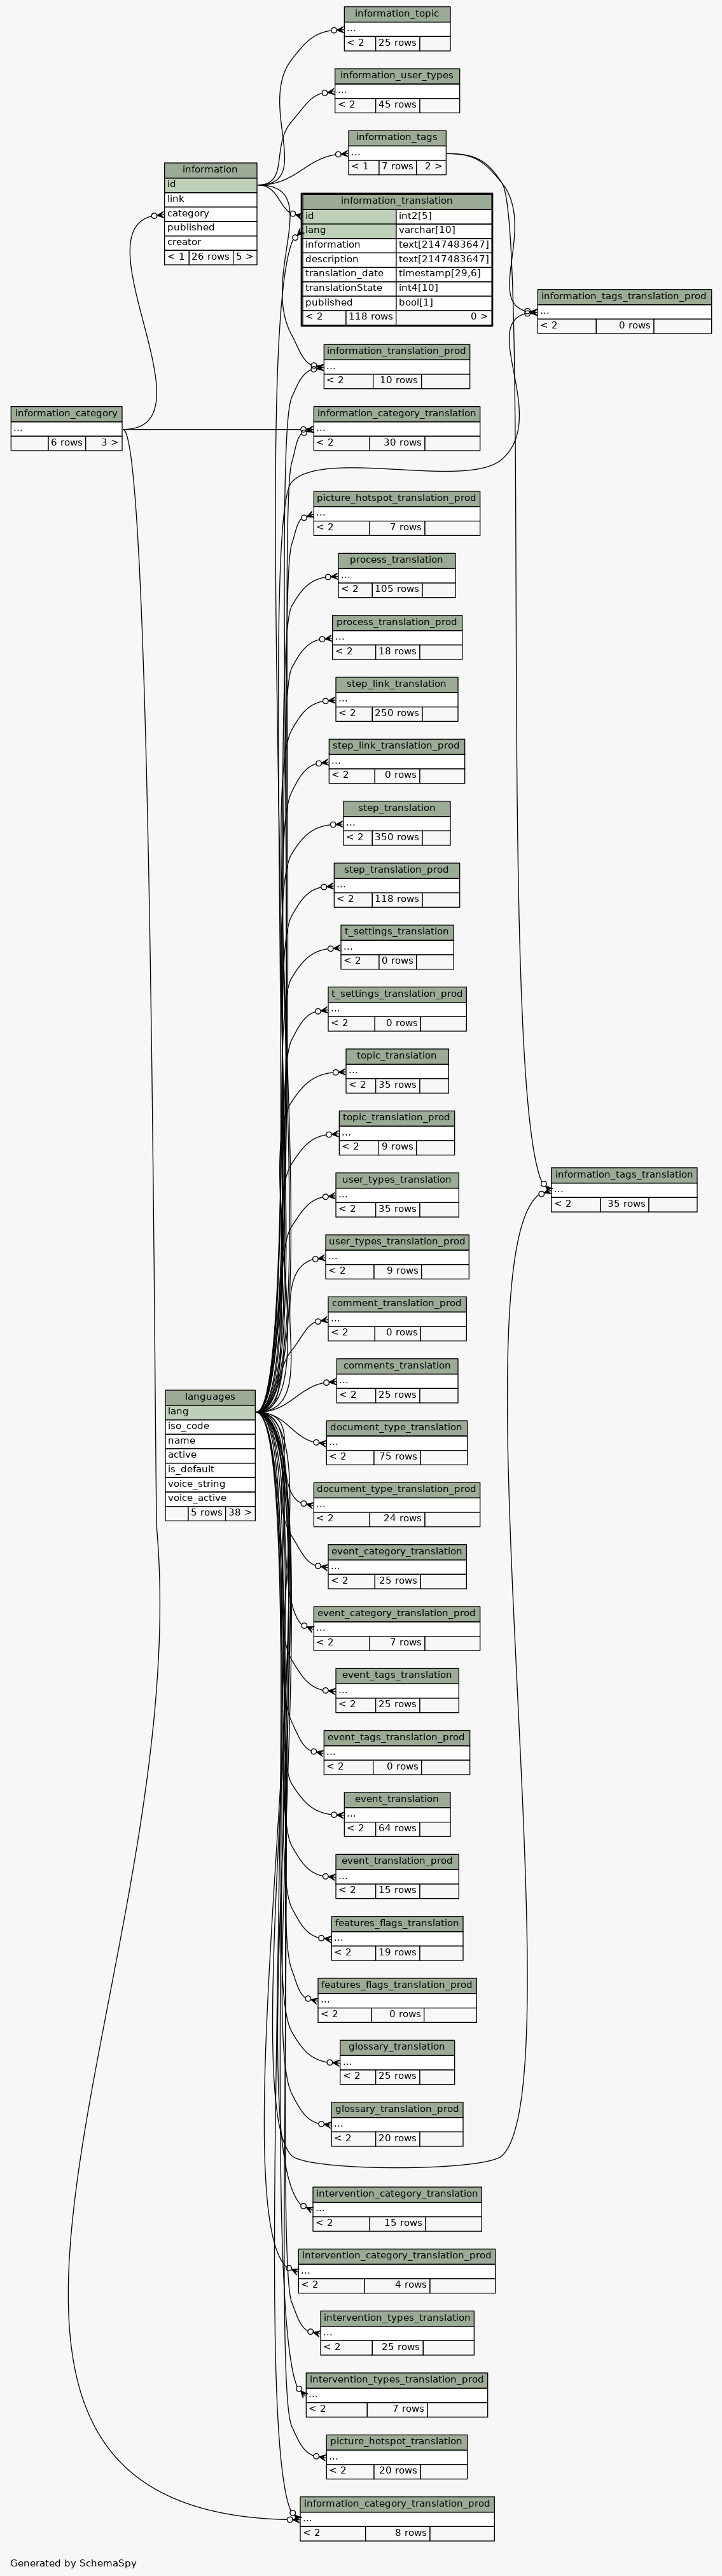 information_topic
...
< 2 25 rows
information_user_types
...
< 2 45 rows
information_tags
...
< 1 7 rows 2 >
information
id
link
category
published
creator
< 1 26 rows 5 >
information_translation
id int2[5]
lang varchar[10]
information text[2147483647]
description text[2147483647]
translation_date timestamp[29,6]
translationState int4[10]
published bool[1]
< 2 118 rows 0 >
information_tags_translation_prod
...
< 2 0 rows
information_translation_prod
...
< 2 10 rows
information_category
...
6 rows 3 >
information_category_translation
...
< 2 30 rows
picture_hotspot_translation_prod
...
< 2 7 rows
process_translation
...
< 2 105 rows
process_translation_prod
...
< 2 18 rows
step_link_translation
...
< 2 250 rows
step_link_translation_prod
...
< 2 0 rows
step_translation
...
< 2 350 rows
step_translation_prod
...
< 2 118 rows
t_settings_translation
...
< 2 0 rows
t_settings_translation_prod
...
< 2 0 rows
topic_translation
...
< 2 35 rows
topic_translation_prod
...
< 2 9 rows
information_tags_translation
...
< 2 35 rows
user_types_translation
...
< 2 35 rows
user_types_translation_prod
...
< 2 9 rows
comment_translation_prod
...
< 2 0 rows
comments_translation
...
< 2 25 rows
languages
lang
iso_code
name
active
is_default
voice_string
voice_active
5 rows 38 >
document_type_translation
...
< 2 75 rows
document_type_translation_prod
...
< 2 24 rows
event_category_translation
...
< 2 25 rows
event_category_translation_prod
...
< 2 7 rows
event_tags_translation
...
< 2 25 rows
event_tags_translation_prod
...
< 2 0 rows
event_translation
...
< 2 64 rows
event_translation_prod
...
< 2 15 rows
features_flags_translation
...
< 2 19 rows
features_flags_translation_prod
...
< 2 0 rows
glossary_translation
...
< 2 25 rows
glossary_translation_prod
...
< 2 20 rows
intervention_category_translation
...
< 2 15 rows
intervention_category_translation_prod
...
< 2 4 rows
intervention_types_translation
...
< 2 25 rows
intervention_types_translation_prod
...
< 2 7 rows
picture_hotspot_translation
...
< 2 20 rows
information_category_translation_prod
...
< 2 8 rows
Generated by SchemaSpy